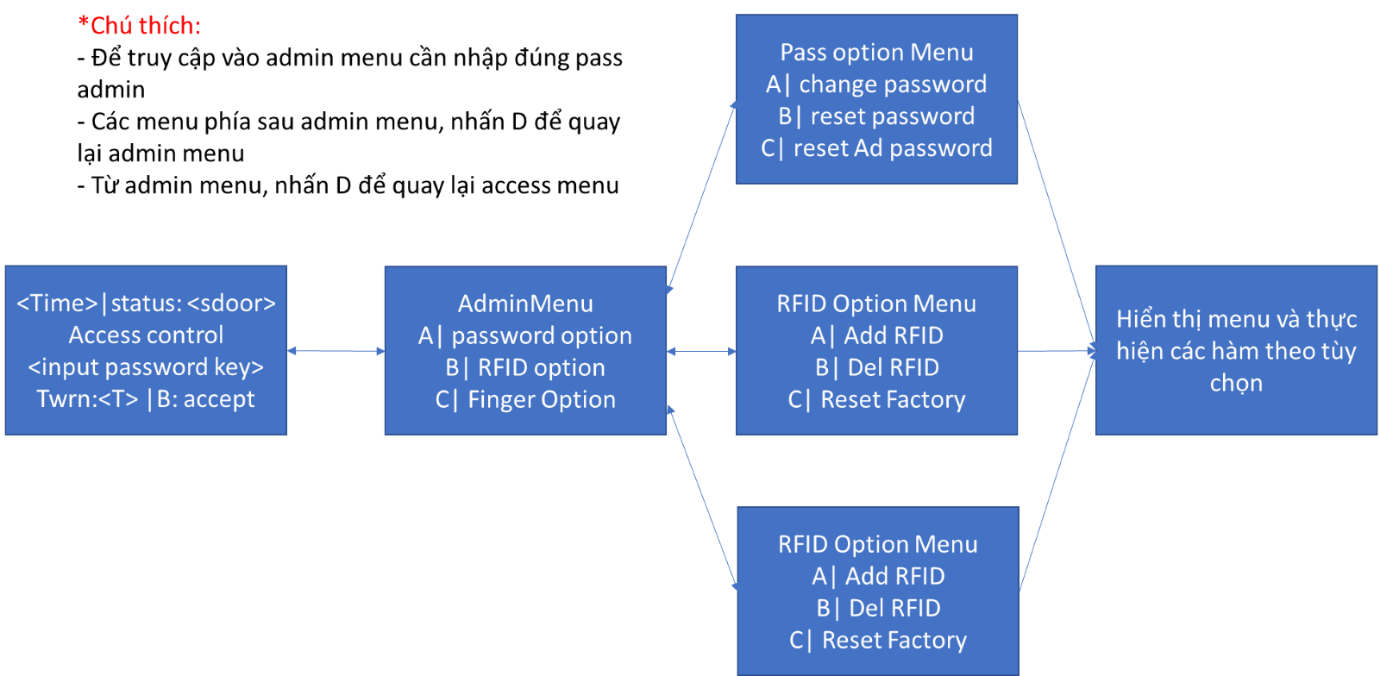 *Chú thích:
- Để truy cập vào admin menu cần nhập đúng pass
admin
- Các menu phía sau admin menu, nhấn D để quay
lại admin menu
- Từ admin menu, nhấn D để quay lại access menu
<Time>|status: <sdoor>
Access control
<input password key>
Twrn:<T> |B: accept
AdminMenu
A| password option
B| RFID option
C| Finger Option
Pass option Menu
A| change password
B| reset password
C| reset Ad password
RFID Option Menu
A| Add RFID
B| Del RFID
C| Reset Factory
RFID Option Menu
A| Add RFID
B| Del RFID
C| Reset Factory
Hiển thị menu và thực
hiện các hàm theo tùy
chọn